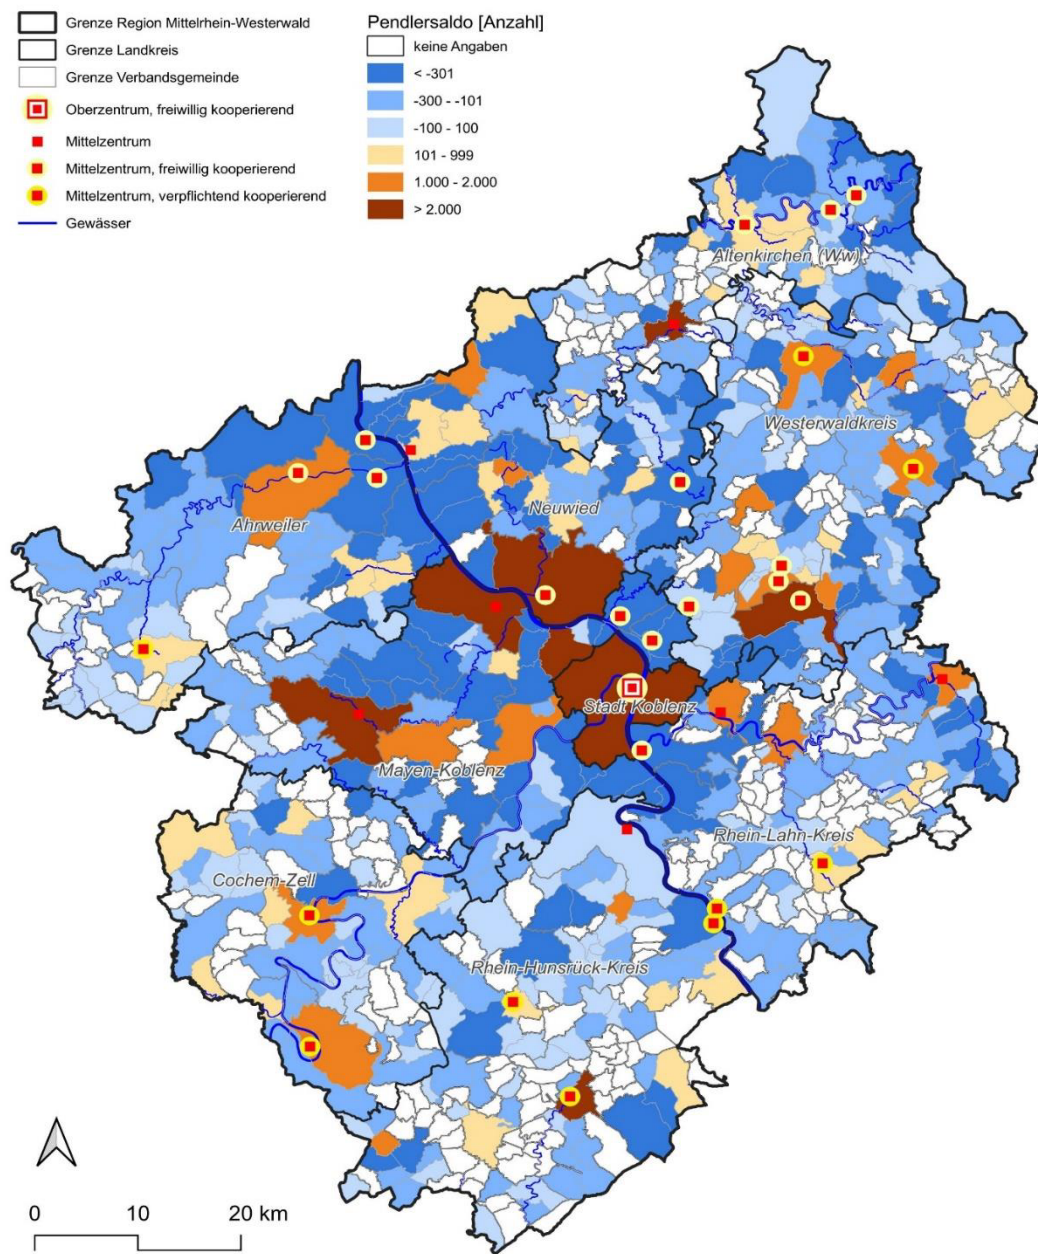 Grenze Region Mittelrhein-Westerwald
Grenze Landkreis
Grenze Verbandsgemeinde
Oberzentrum, freiwillig kooperierend
Mittelzentrum
Mittelzentrum, freiwillig kooperierend
Mittelzentrum, verpflichtend kooperierend
Gewässer
Pendlersaldo [Anzahl]
keine Angaben
< -301
-300 - -101
-100 - 100
101 - 999
1.000 - 2.000
> 2.000
Altenkirchen (Ww)
Westerwaldkreis
Neuwied
Ahrweiler
Stadt Koblenz
Mayen-Koblenz
Rhein-Lahn-Kreis
Cochem-Zell
Rhein-Hunsrück-Kreis
0 10 20 km